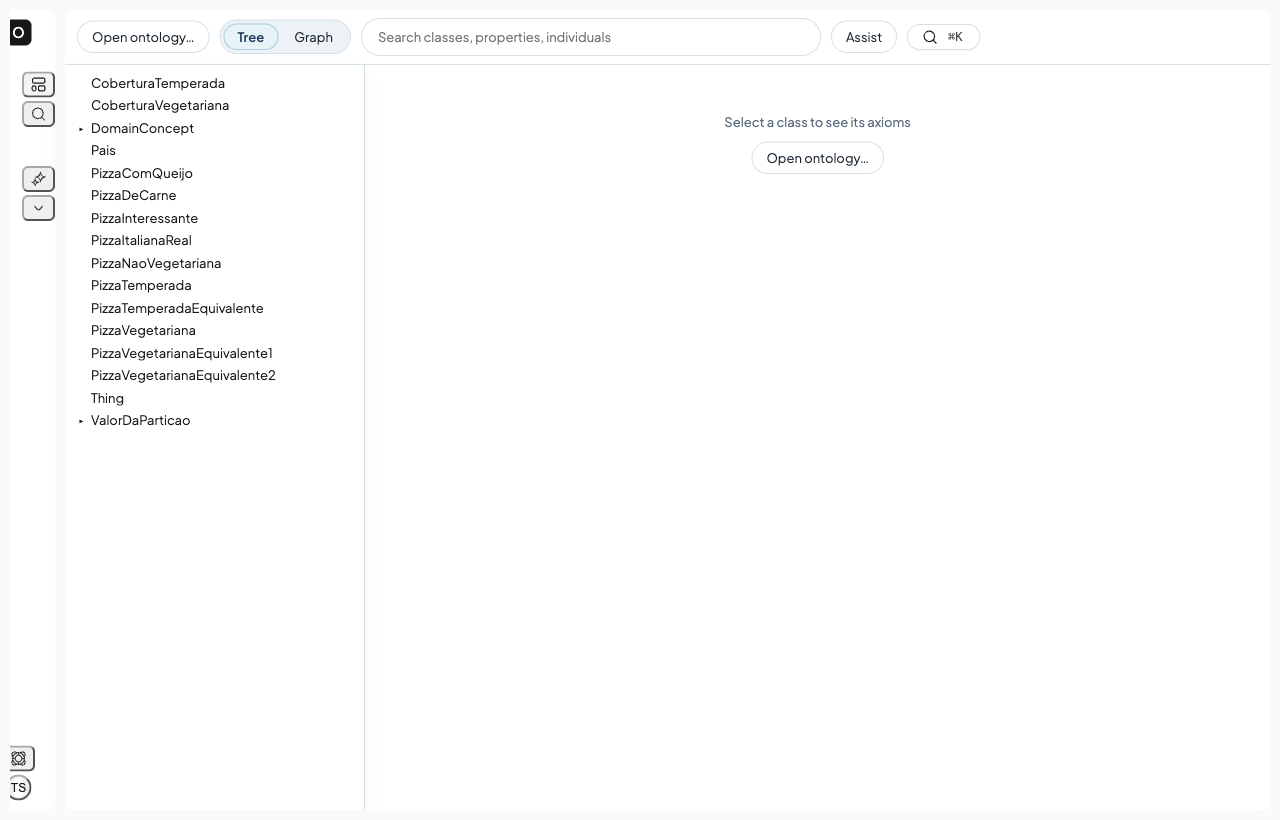 O
Open ontology...
Tree
Graph
Search classes, properties, individuals
Assist
⌘K
CoberturaTemperada
CoberturaVegetariana
DomainConcept
Pais
PizzaComQueijo
PizzaDeCarne
PizzaInteressante
PizzaItalianaReal
PizzaNaoVegetariana
PizzaTemperada
PizzaTemperadaEquivalente
PizzaVegetariana
PizzaVegetarianaEquivalente1
PizzaVegetarianaEquivalente2
Thing
ValorDaParticao
Select a class to see its axioms
Open ontology...
TS